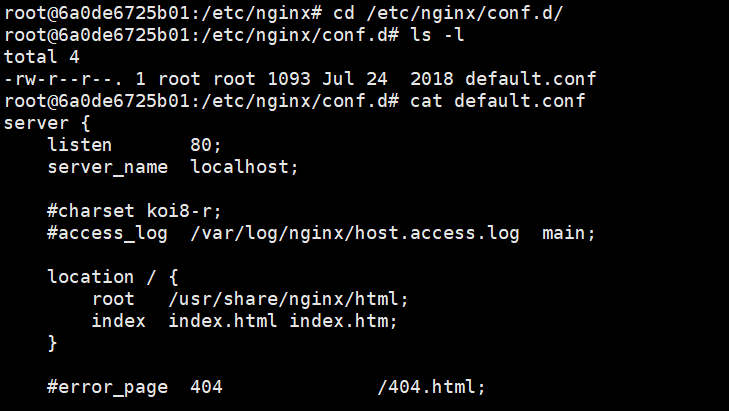 root@6a0de6725b01:/etc/nginx# cd /etc/nginx/conf.d/
root@6a0de6725b01:/etc/nginx/conf.d# ls -l
total 4
-rw-r--r--. 1 root root 1093 Jul 24  2018 default.conf
root@6a0de6725b01:/etc/nginx/conf.d# cat default.conf
server {
    listen       80;
    server_name  localhost;

    #charset koi8-r;
    #access_log  /var/log/nginx/host.access.log  main;

    location / {
        root   /usr/share/nginx/html;
        index  index.html index.htm;
    }

    #error_page  404              /404.html;